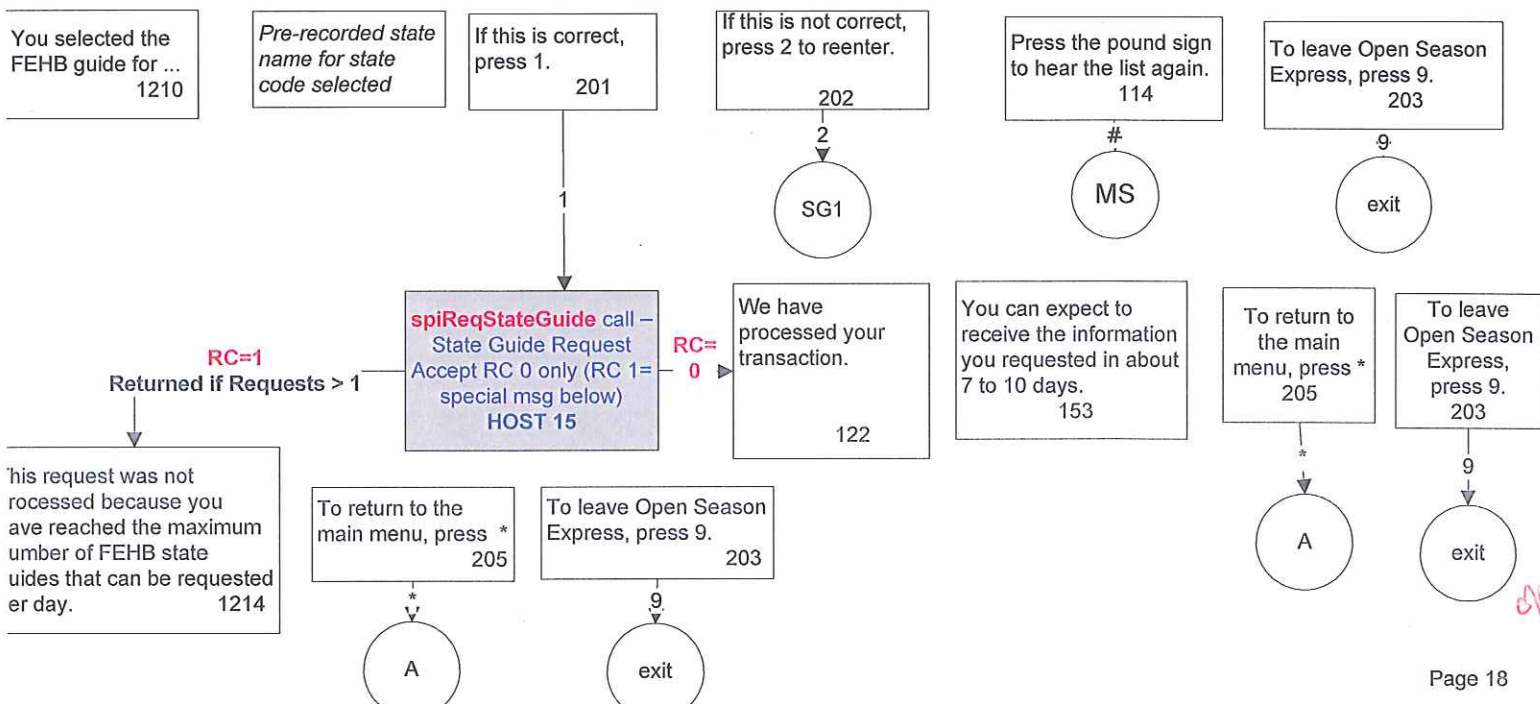 You selected the
FEHB guide for ...
1210
Pre-recorded state
name for state
code selected
If this is correct,
press 1.
201
If this is not correct,
press 2 to reenter.
202
Press the pound sign
to hear the list again.
114
To leave Open Season
Express, press 9.
203
2
#
9
SG1
MS
exit
1
RC=1
Returned if Requests > 1
spiReqStateGuide call –
State Guide Request
Accept RC 0 only (RC 1=
special msg below)
HOST 15
RC=
0
We have
processed your
transaction.
122
You can expect to
receive the information
you requested in about
7 to 10 days.
153
To return to
the main
menu, press *
205
To leave
Open Season
Express,
press 9.
203
*
9
A
exit
his request was not
rocessed because you
ave reached the maximum
umber of FEHB state
uides that can be requested
er day.
1214
To return to the
main menu, press *
205
To leave Open Season
Express, press 9.
203
*
9
A
exit
Page 18